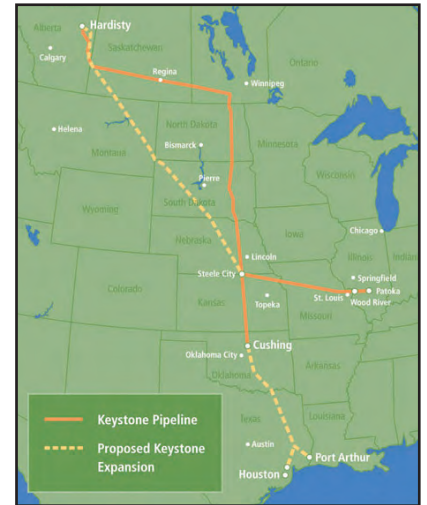 Hardisty
Alberta
Saskatchewan
Calgary
Regina
Winnipeg
Ontario
Helena
Montana
North Dakota
Bismarck
Minnesota
Pierre
South Dakota
Wisconsin
Wyoming
Iowa
Chicago
Nebraska
Lincoln
Illinois
Indiana
Steele City
Springfield
Patoka
St. Louis
Wood River
Colorado
Kansas
Topeka
Missouri
Cushing
Oklahoma City
Oklahoma
Arkansas
Texas
Louisiana
Austin
Port Arthur
Houston
Keystone Pipeline
Proposed Keystone
Expansion